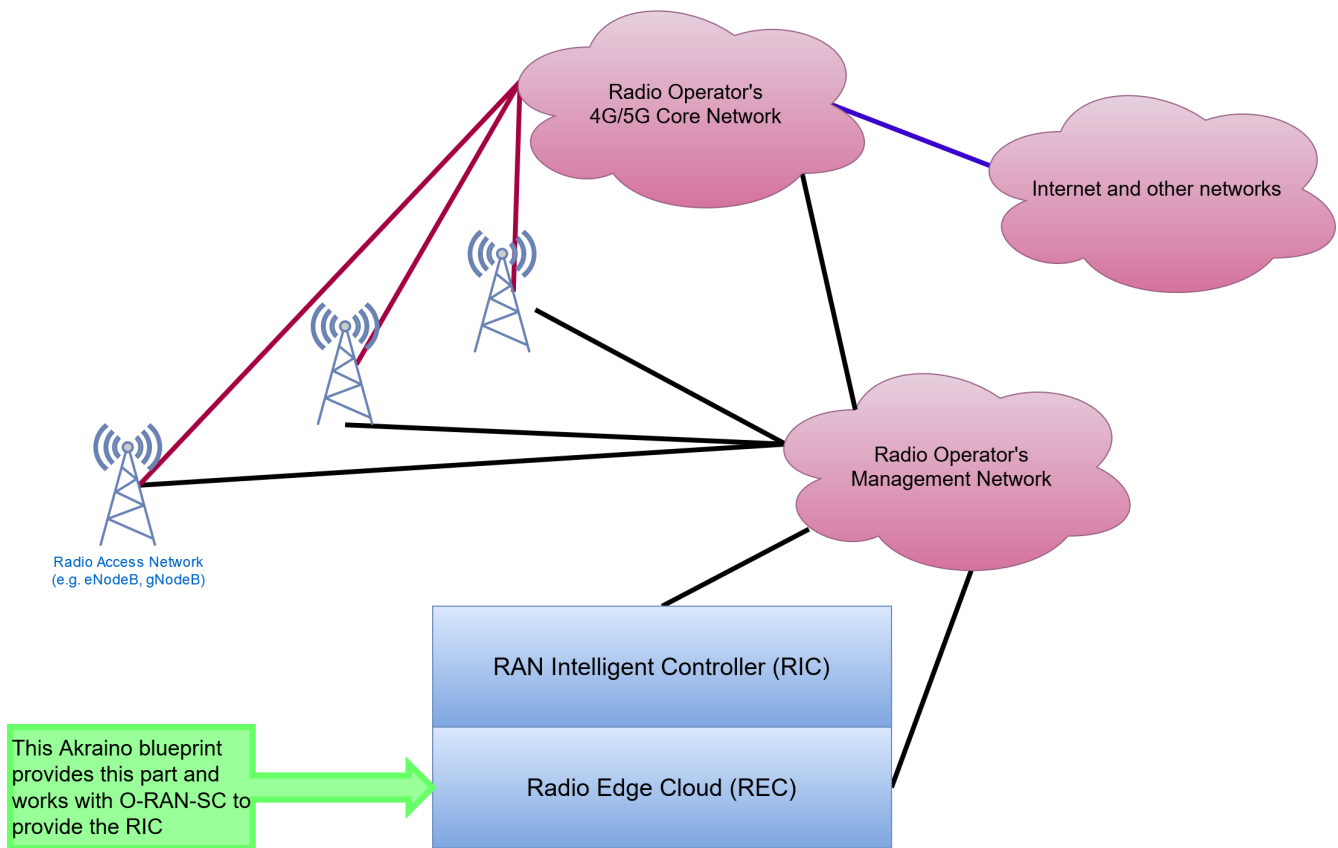 Radio Operator's
4G/5G Core Network
Internet and other networks
Radio Operator's
Management Network
Radio Access Network
(e.g. eNodeB, gNodeB)
RAN Intelligent Controller (RIC)
This Akraino blueprint
provides this part and
works with O-RAN-SC to
provide the RIC
Radio Edge Cloud (REC)